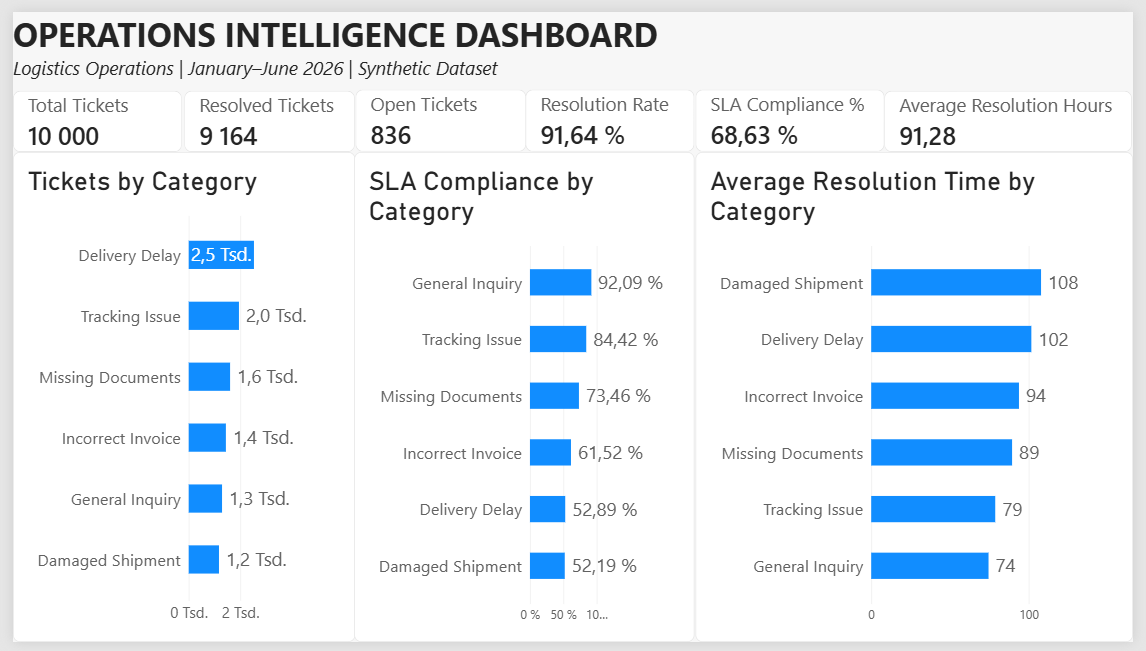 OPERATIONS INTELLIGENCE DASHBOARD
Logistics Operations | January–June 2026 | Synthetic Dataset
Total Tickets
10 000
Resolved Tickets
9 164
Open Tickets
836
Resolution Rate
91,64 %
SLA Compliance %
68,63 %
Average Resolution Hours
91,28
Tickets by Category
Delivery Delay 2,5 Tsd.
Tracking Issue 2,0 Tsd.
Missing Documents 1,6 Tsd.
Incorrect Invoice 1,4 Tsd.
General Inquiry 1,3 Tsd.
Damaged Shipment 1,2 Tsd.
0 Tsd. 2 Tsd.
SLA Compliance by
Category
General Inquiry 92,09 %
Tracking Issue 84,42 %
Missing Documents 73,46 %
Incorrect Invoice 61,52 %
Delivery Delay 52,89 %
Damaged Shipment 52,19 %
0 % 50 % 10...
Average Resolution Time by
Category
Damaged Shipment 108
Delivery Delay 102
Incorrect Invoice 94
Missing Documents 89
Tracking Issue 79
General Inquiry 74
0 100